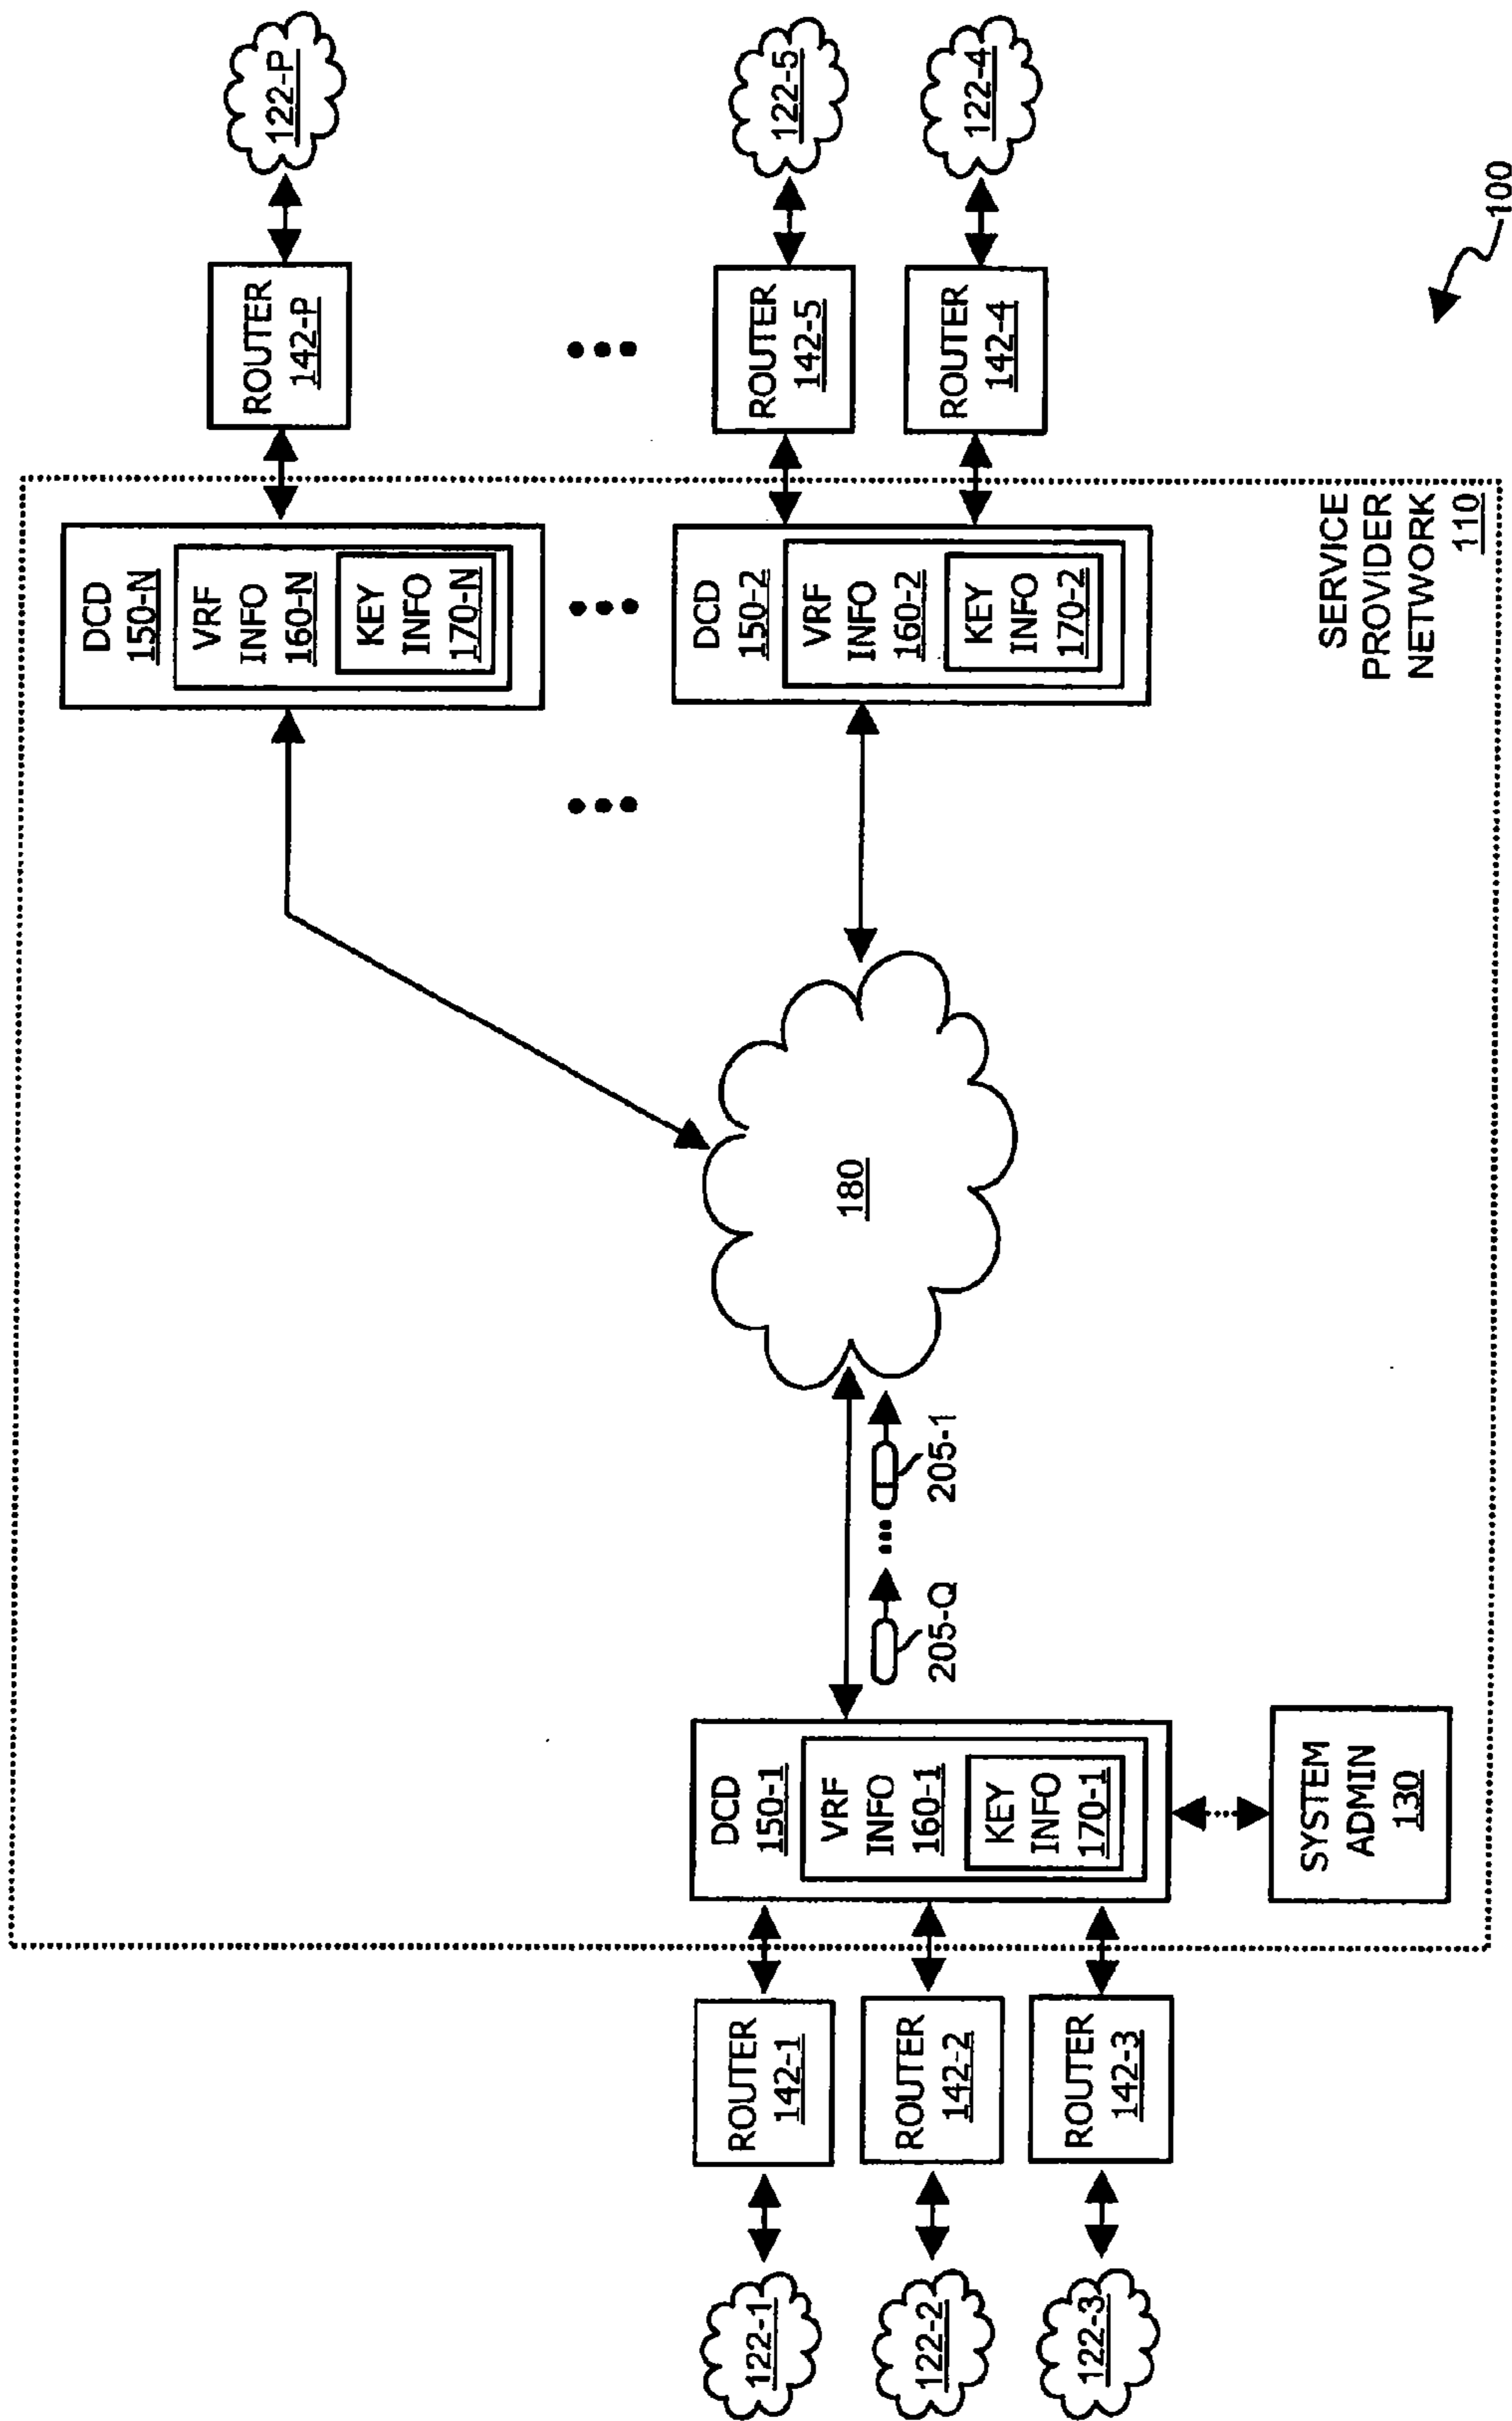 122-1
122-2
122-3
ROUTER
142-1
ROUTER
142-2
ROUTER
142-3
DCD
150-1
VRF
INFO
160-1
KEY
INFO
170-1
SYSTEM
ADMIN
130
205-Q
205-1
180
DCD
150-N
VRF
INFO
160-N
KEY
INFO
170-N
DCD
150-2
VRF
INFO
160-2
KEY
INFO
170-2
SERVICE
PROVIDER
NETWORK
110
ROUTER
142-P
ROUTER
142-5
ROUTER
142-4
122-P
122-5
122-4
100